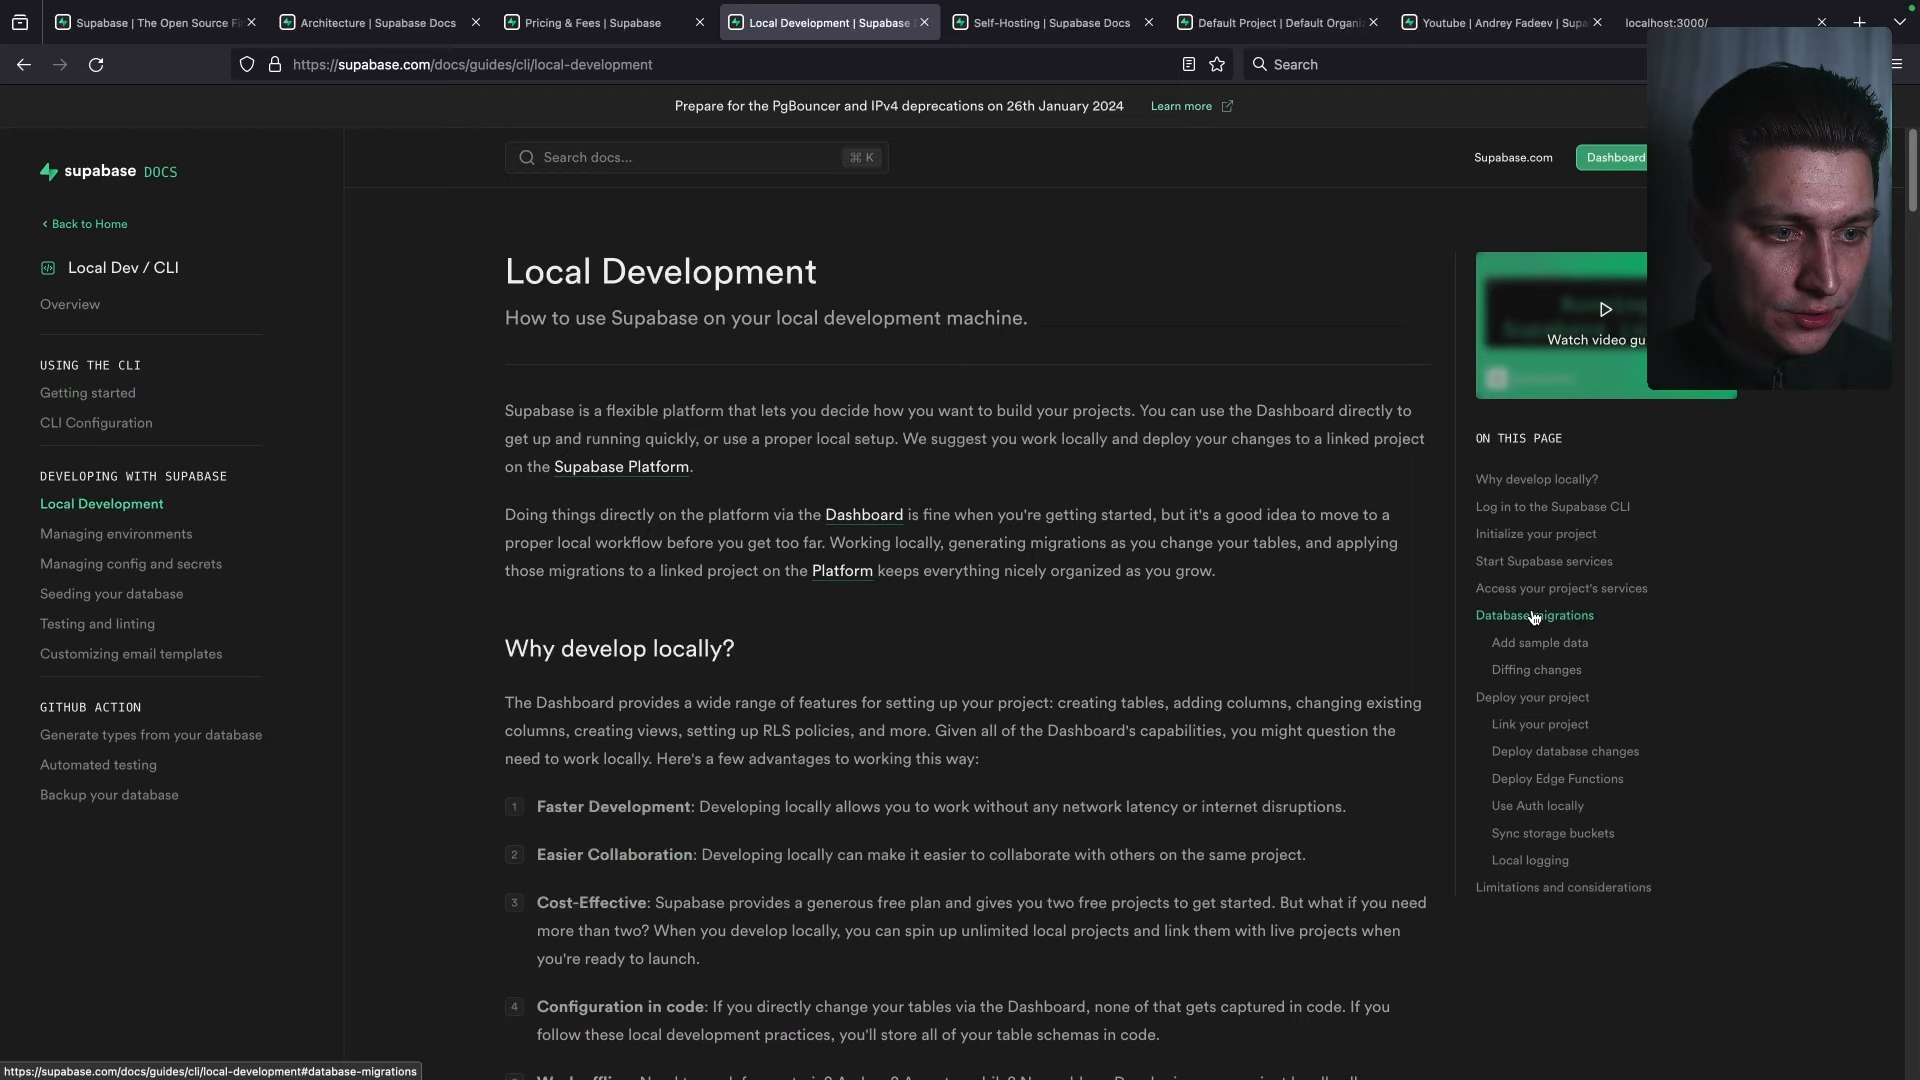 Supabase | The Open Source Fi
Architecture | Supabase Docs
Pricing & Fees | Supabase
Local Development | Supabase
Self-Hosting | Supabase Docs
Default Project | Default Organi
Youtube | Andrey Fadeev | Supa
localhost:3000/
https://supabase.com/docs/guides/cli/local-development
Search
Prepare for the PgBouncer and IPv4 deprecations on 26th January 2024 Learn more
supabase DOCS
Search docs...
⌘ K
Supabase.com
Dashboard
Back to Home
Local Dev / CLI
Overview
USING THE CLI
Getting started
CLI Configuration
DEVELOPING WITH SUPABASE
Local Development
Managing environments
Managing config and secrets
Seeding your database
Testing and linting
Customizing email templates
GITHUB ACTION
Generate types from your database
Automated testing
Backup your database
Local Development
How to use Supabase on your local development machine.
Supabase is a flexible platform that lets you decide how you want to build your projects. You can use the Dashboard directly to
get up and running quickly, or use a proper local setup. We suggest you work locally and deploy your changes to a linked project
on the Supabase Platform.
Doing things directly on the platform via the Dashboard is fine when you're getting started, but it's a good idea to move to a
proper local workflow before you get too far. Working locally, generating migrations as you change your tables, and applying
those migrations to a linked project on the Platform keeps everything nicely organized as you grow.
Why develop locally?
The Dashboard provides a wide range of features for setting up your project: creating tables, adding columns, changing existing
columns, creating views, setting up RLS policies, and more. Given all of the Dashboard's capabilities, you might question the
need to work locally. Here's a few advantages to working this way:
1 Faster Development: Developing locally allows you to work without any network latency or internet disruptions.
2 Easier Collaboration: Developing locally can make it easier to collaborate with others on the same project.
3 Cost-Effective: Supabase provides a generous free plan and gives you two free projects to get started. But what if you need
more than two? When you develop locally, you can spin up unlimited local projects and link them with live projects when
you're ready to launch.
4 Configuration in code: If you directly change your tables via the Dashboard, none of that gets captured in code. If you
follow these local development practices, you'll store all of your table schemas in code.
Watch video gu
ON THIS PAGE
Why develop locally?
Log in to the Supabase CLI
Initialize your project
Start Supabase services
Access your project's services
Database migrations
Add sample data
Diffing changes
Deploy your project
Link your project
Deploy database changes
Deploy Edge Functions
Use Auth locally
Sync storage buckets
Local logging
Limitations and considerations
https://supabase.com/docs/guides/cli/local-development#database-migrations